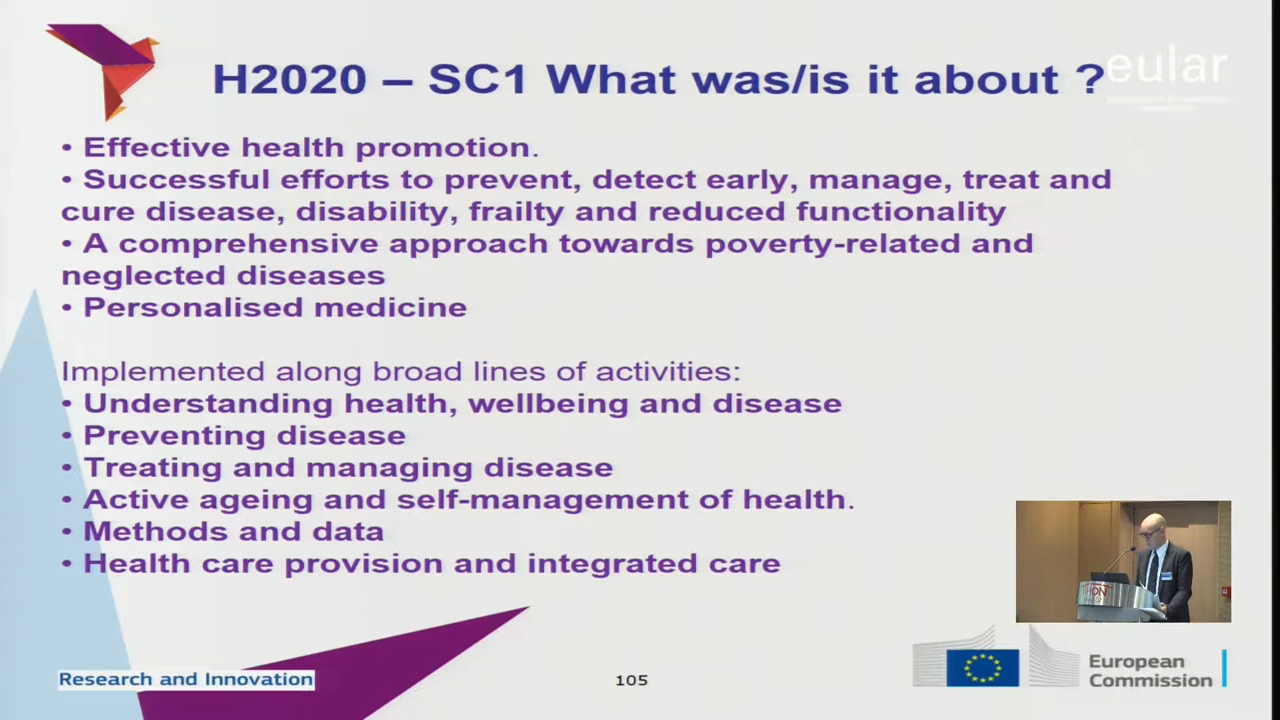 H2020 – SC1 What was/is it about ?
eular
• Effective health promotion.
• Successful efforts to prevent, detect early, manage, treat and
cure disease, disability, frailty and reduced functionality
• A comprehensive approach towards poverty-related and
neglected diseases
• Personalised medicine
Implemented along broad lines of activities:
• Understanding health, wellbeing and disease
• Preventing disease
• Treating and managing disease
• Active ageing and self-management of health.
• Methods and data
• Health care provision and integrated care
Research and Innovation
105
European
Commission